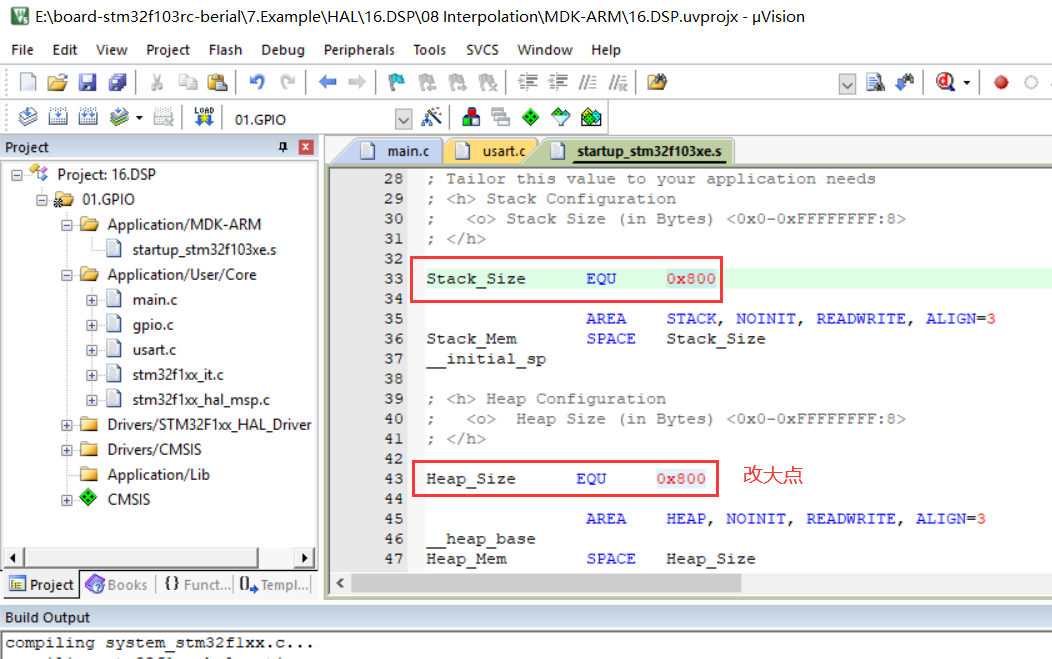 E:\board-stm32f103rc-berial\7.Example\HAL\16.DSP\08 Interpolation\MDK-ARM\16.DSP.uvprojx - µVision
File Edit View Project Flash Debug Peripherals Tools SVCS Window Help
LOAD 01.GPIO
Project
main.c usart.c startup_stm32f103xe.s
Project: 16.DSP
01.GPIO
Application/MDK-ARM
startup_stm32f103xe.s
Application/User/Core
main.c
gpio.c
usart.c
stm32f1xx_it.c
stm32f1xx_hal_msp.c
Drivers/STM32F1xx_HAL_Driver
Drivers/CMSIS
Application/Lib
CMSIS
Project Books {} Funct... 0 Templ...
28 ; Tailor this value to your application needs
29 ; <h> Stack Configuration
30 ;   <o> Stack Size (in Bytes) <0x0-0xFFFFFFFF:8>
31 ; </h>
32
33 Stack_Size EQU 0x800
34
35 AREA STACK, NOINIT, READWRITE, ALIGN=3
36 Stack_Mem SPACE Stack_Size
37 __initial_sp
38
39 ; <h> Heap Configuration
40 ;   <o>  Heap Size (in Bytes) <0x0-0xFFFFFFFF:8>
41 ; </h>
42
43 Heap_Size EQU 0x800 改大点
44
45 AREA HEAP, NOINIT, READWRITE, ALIGN=3
46 __heap_base
47 Heap_Mem SPACE Heap_Size
Build Output
compiling system_stm32f1xx.c...